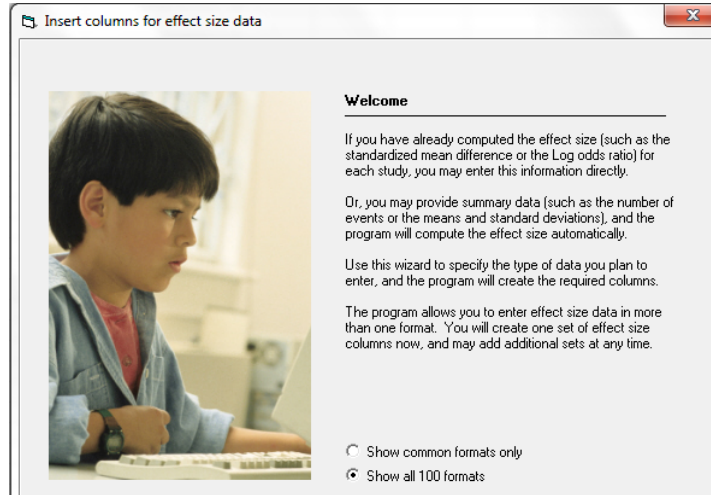 Insert columns for effect size data
Welcome
If you have already computed the effect size (such as the
standardized mean difference or the Log odds ratio) for
each study, you may enter this information directly.
Or, you may provide summary data (such as the number of
events or the means and standard deviations), and the
program will compute the effect size automatically.
Use this wizard to specify the type of data you plan to
enter, and the program will create the required columns.
The program allows you to enter effect size data in more
than one format.  You will create one set of effect size
columns now, and may add additional sets at any time.
Show common formats only
Show all 100 formats